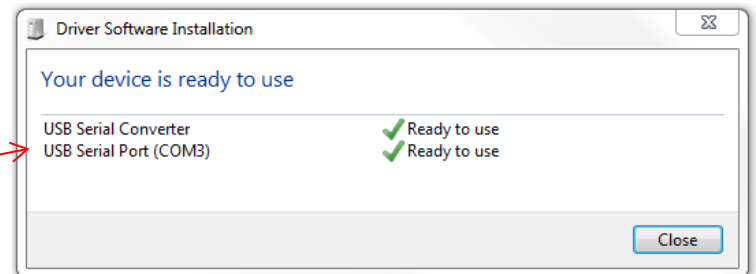 Driver Software Installation
Your device is ready to use
USB Serial Converter Ready to use
USB Serial Port (COM3) Ready to use
Close